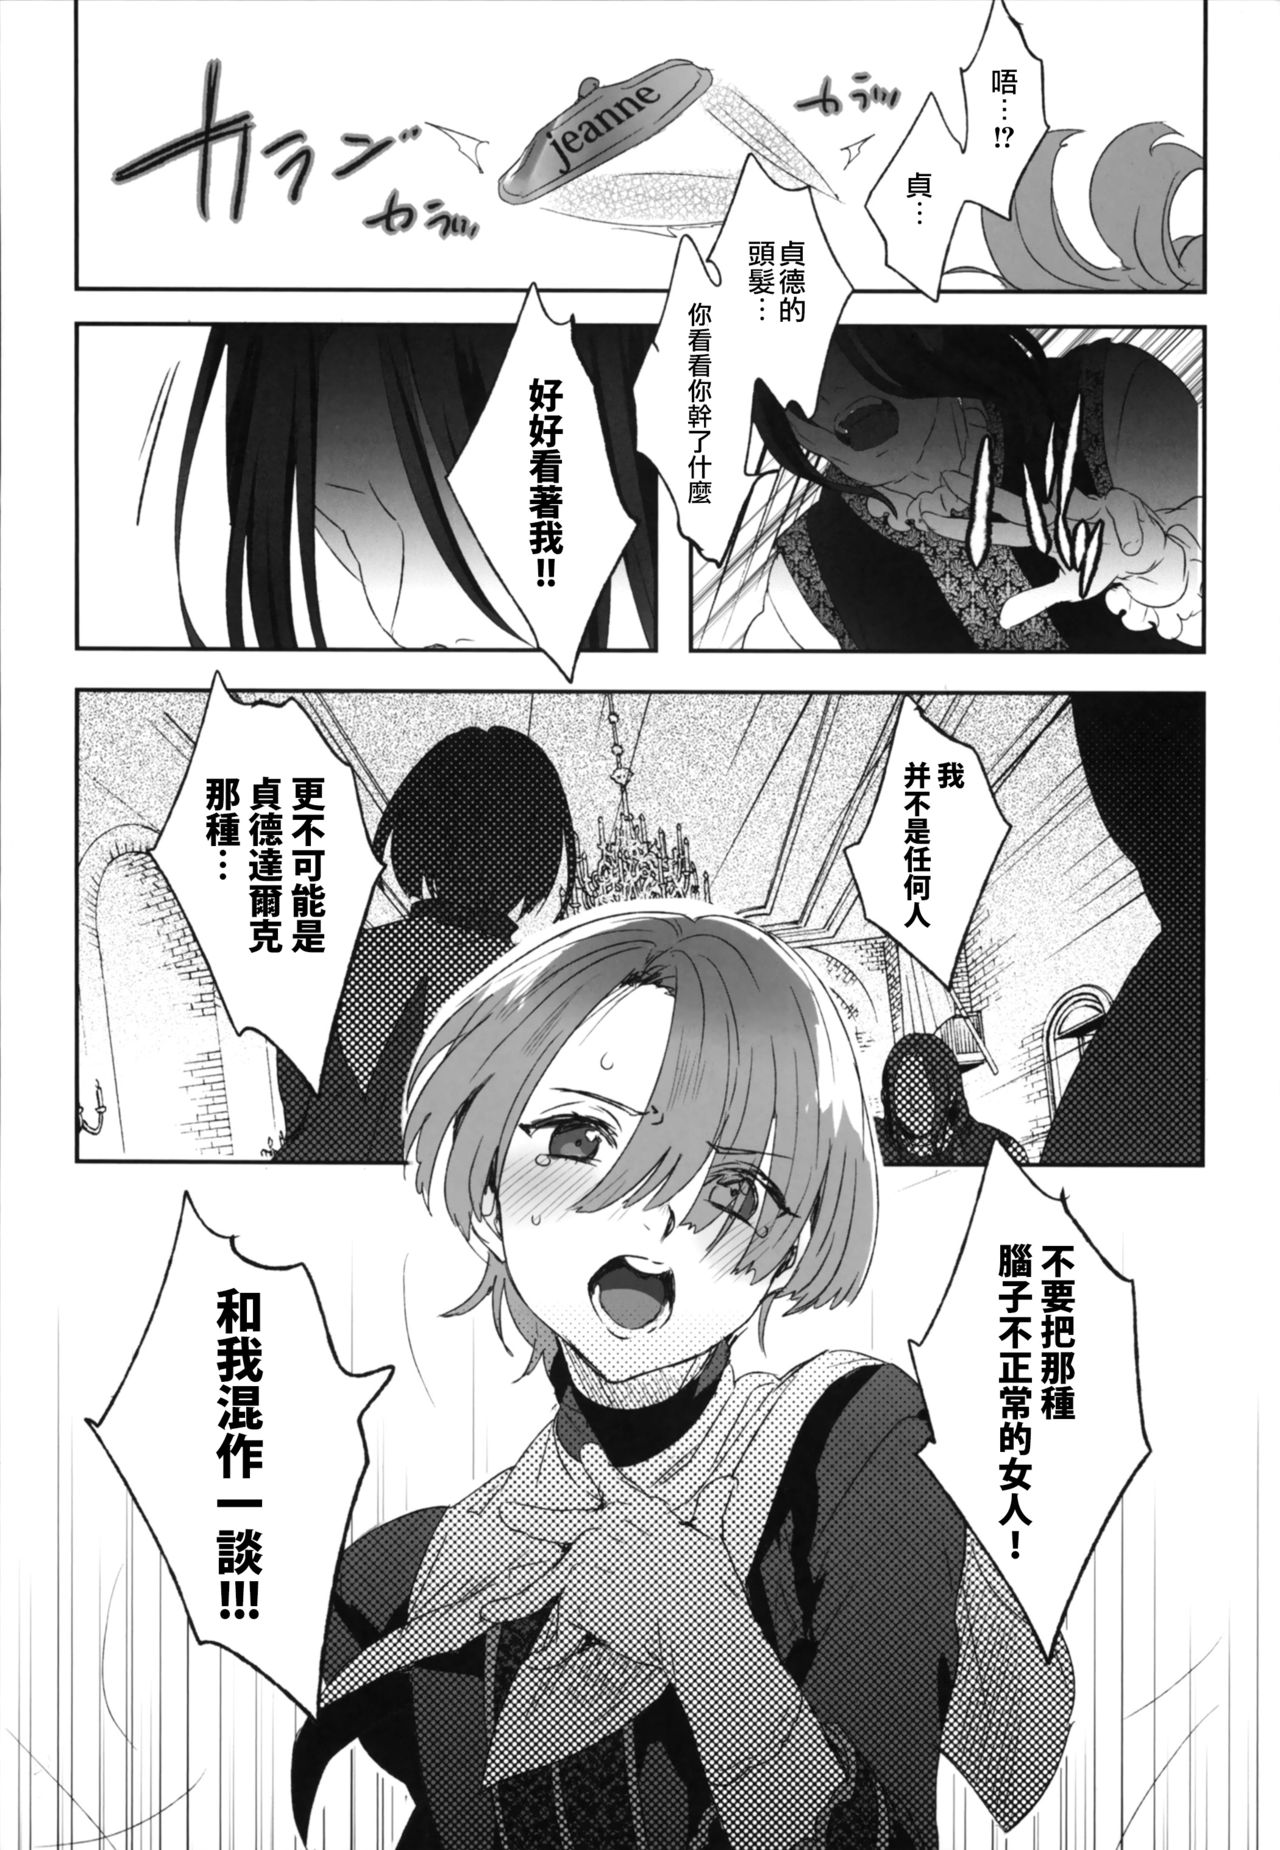 唔…!?
貞…
カラッ
jeanne
カランッ
カラッ
貞德的
頭髮…
你看看你幹了什麼
好好看著我!!
我
并不是任何人
更不可能是
貞德達爾克
那種…
不要把那種
腦子不正常的女人！
和我混作一談!!!